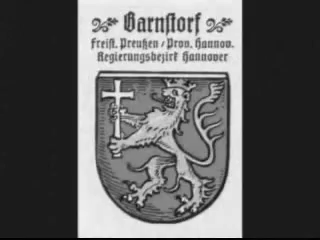 Barnstorf
Freist. Preußen / Prov. Hannov.
Regierungsbezirk Hannover